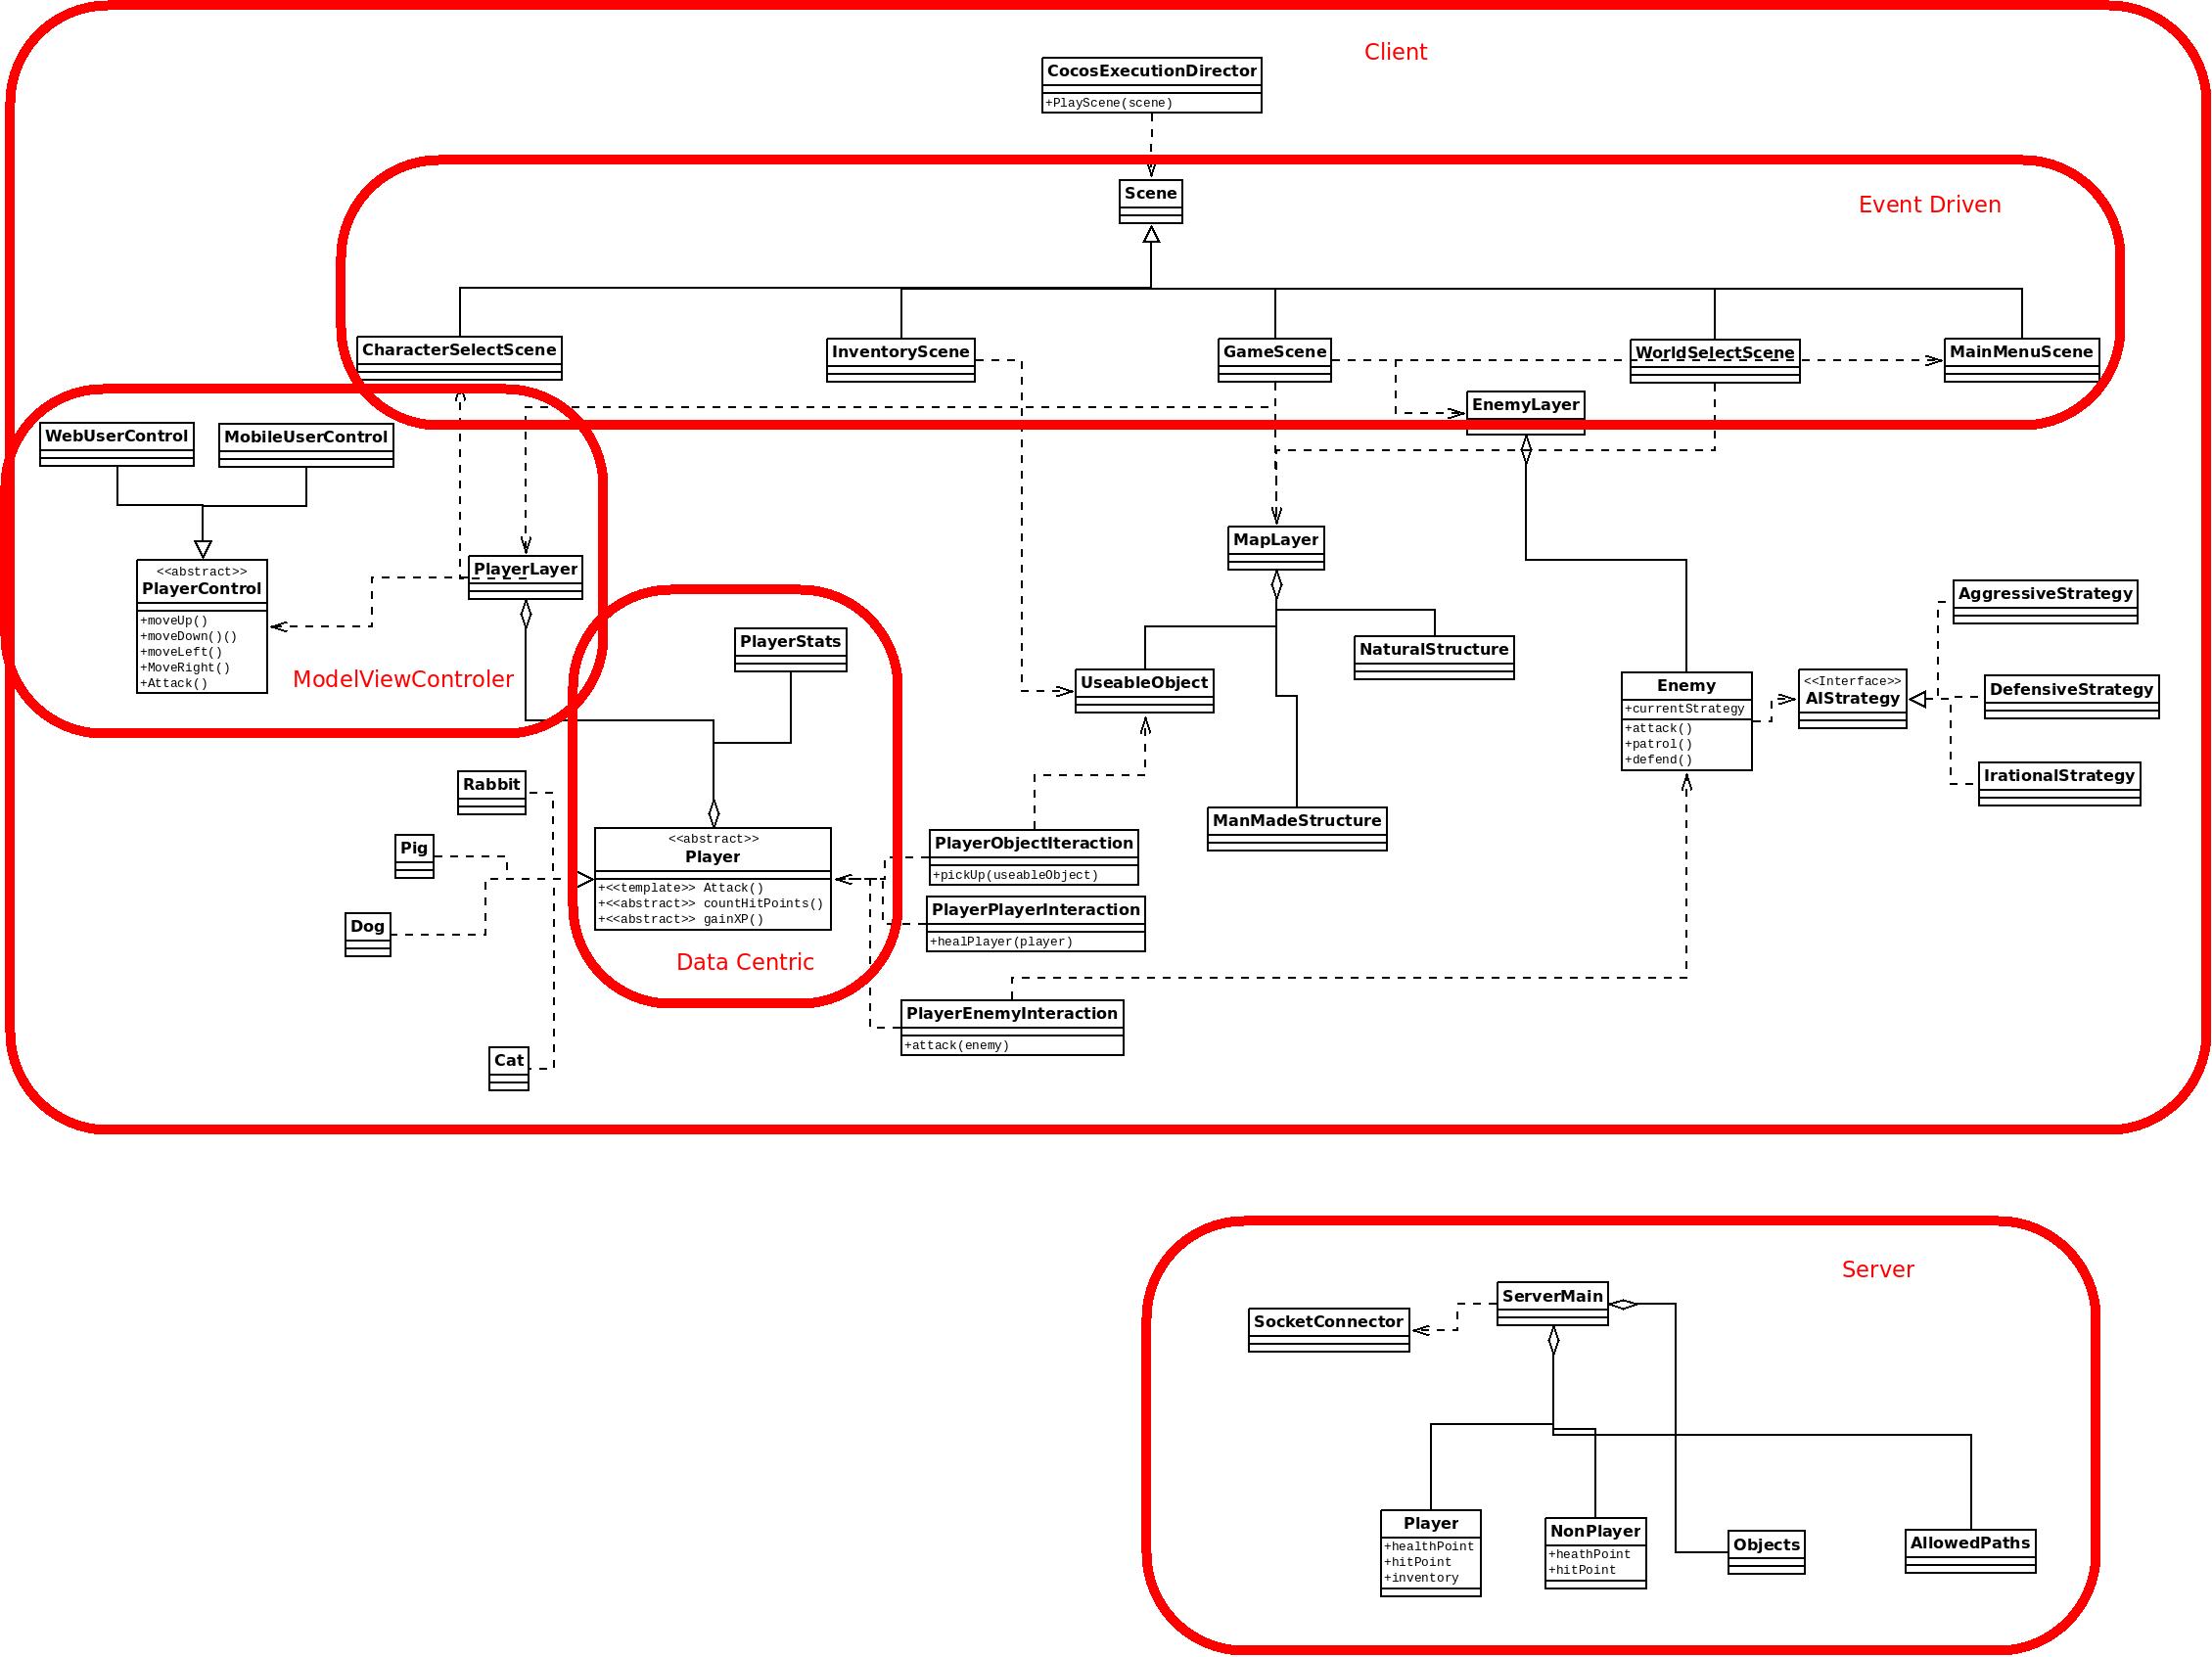 Client
CocosExecutionDirector
+PlayScene(scene)
Scene
Event Driven
CharacterSelectScene
InventoryScene
GameScene
WorldSelectScene
MainMenuScene
EnemyLayer
WebUserControl
MobileUserControl
<<abstract>>
PlayerControl
+moveUp()
+moveDown()()
+moveLeft()
+MoveRight()
+Attack()
PlayerLayer
ModelViewControler
MapLayer
PlayerStats
UseableObject
NaturalStructure
ManMadeStructure
Enemy
+currentStrategy
+attack()
+patrol()
+defend()
<<Interface>>
AIStrategy
AggressiveStrategy
DefensiveStrategy
IrationalStrategy
Rabbit
Pig
Dog
Cat
<<abstract>>
Player
+<<template>> Attack()
+<<abstract>> countHitPoints()
+<<abstract>> gainXP()
Data Centric
PlayerObjectIteraction
+pickUp(useableObject)
PlayerPlayerInteraction
+healPlayer(player)
PlayerEnemyInteraction
+attack(enemy)
Server
ServerMain
SocketConnector
Player
+healthPoint
+hitPoint
+inventory
NonPlayer
+heathPoint
+hitPoint
Objects
AllowedPaths